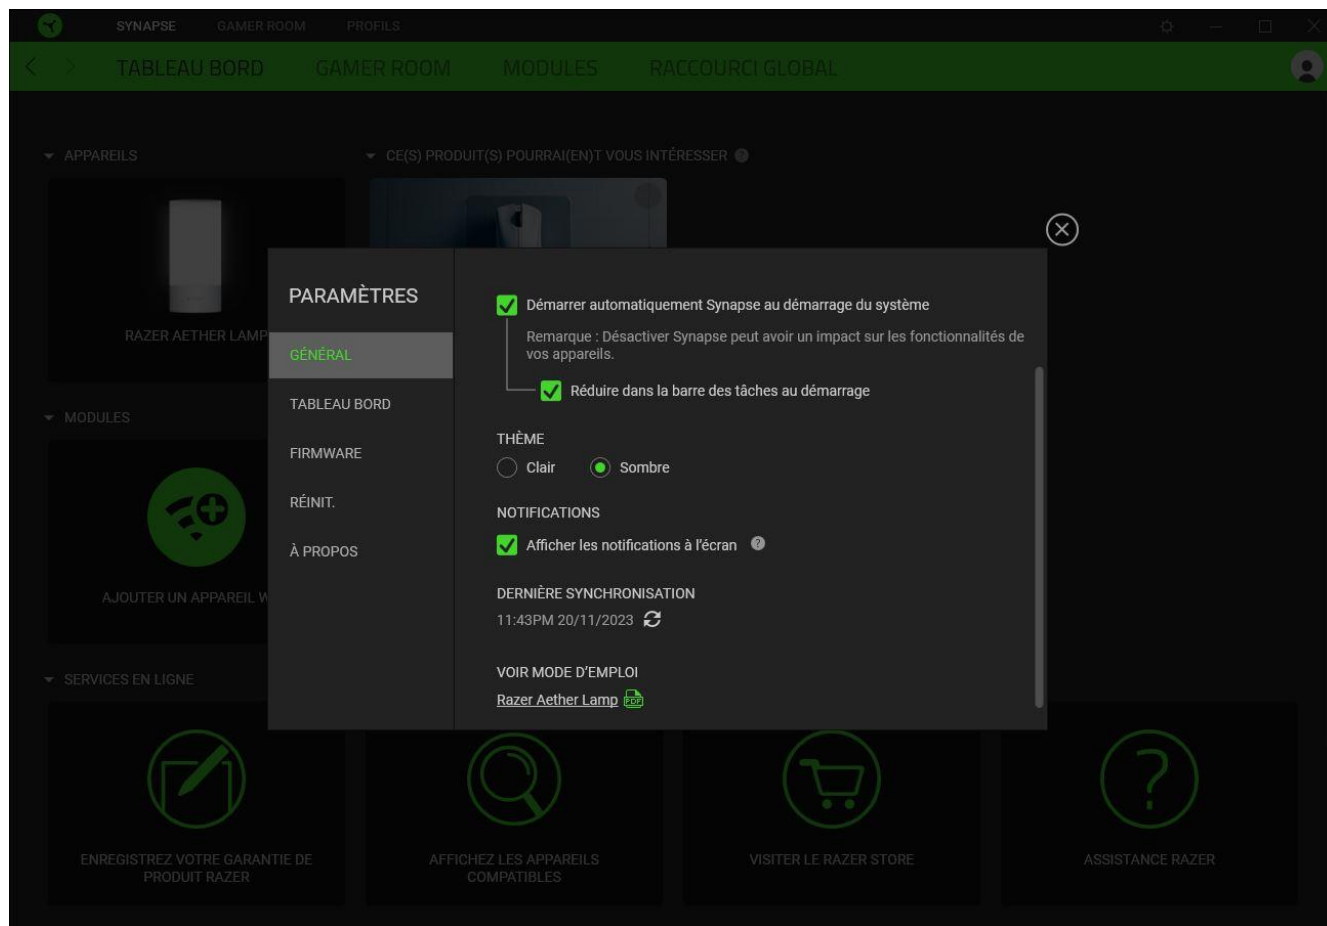 SYNAPSE
GAMER ROOM
PROFILS
TABLEAU BORD
GAMER ROOM
MODULES
RACCOURCI GLOBAL
APPAREILS
CE(S) PRODUIT(S) POURRAI(EN)T VOUS INTÉRESSER
RAZER AETHER LAMP
MODULES
AJOUTER UN APPAREIL
SERVICES EN LIGNE
PARAMÈTRES
GÉNÉRAL
TABLEAU BORD
FIRMWARE
RÉINIT.
À PROPOS
Démarrer automatiquement Synapse au démarrage du système
Remarque : Désactiver Synapse peut avoir un impact sur les fonctionnalités de
vos appareils.
Réduire dans la barre des tâches au démarrage
THÈME
Clair
Sombre
NOTIFICATIONS
Afficher les notifications à l'écran
DERNIÈRE SYNCHRONISATION
11:43PM 20/11/2023
VOIR MODE D'EMPLOI
Razer Aether Lamp
PDF
ENREGISTREZ VOTRE GARANTIE DE
PRODUIT RAZER
AFFICHEZ LES APPAREILS
COMPATIBLES
VISITER LE RAZER STORE
ASSISTANCE RAZER